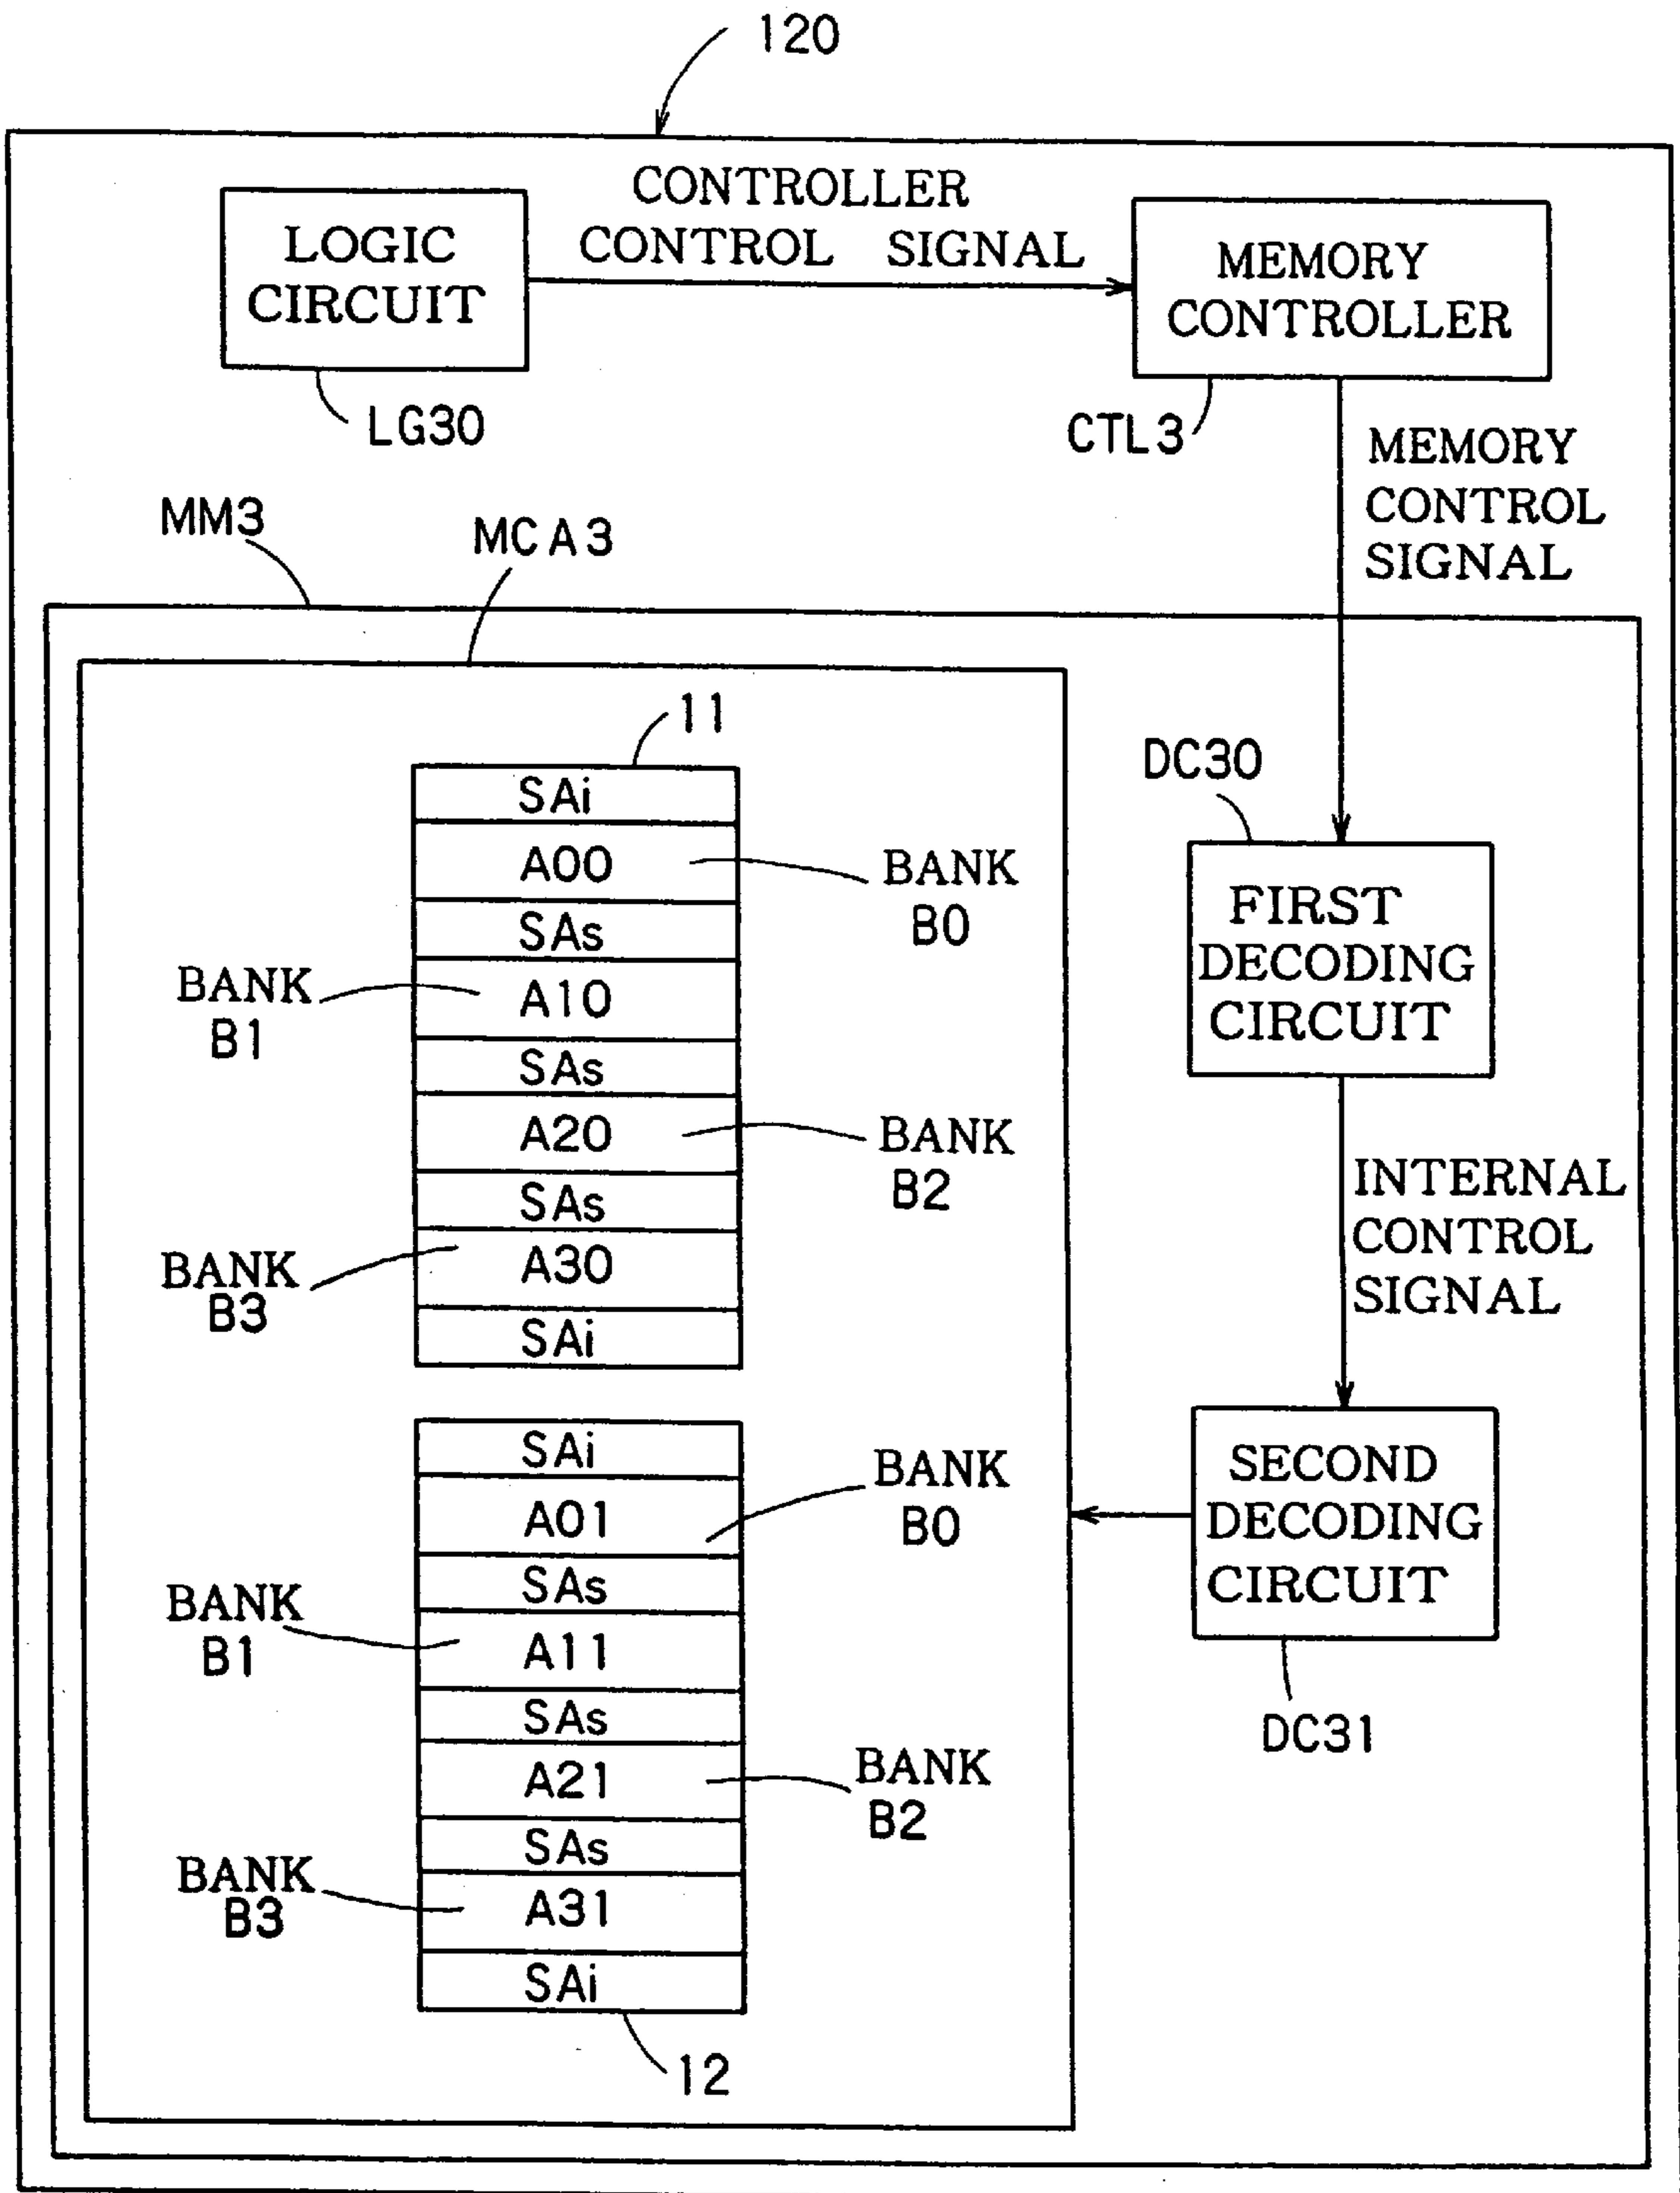 120
CONTROLLER
CONTROL SIGNAL
LOGIC
CIRCUIT
MEMORY
CONTROLLER
LG30
CTL3
MEMORY
CONTROL
SIGNAL
MM3
MCA3
11
SAi
A00
SAs
A10
SAs
A20
SAs
A30
SAi
BANK
B0
BANK
B1
BANK
B2
BANK
B3
DC30
FIRST
DECODING
CIRCUIT
INTERNAL
CONTROL
SIGNAL
SAi
A01
SAs
A11
SAs
A21
SAs
A31
SAi
BANK
B0
BANK
B1
BANK
B2
BANK
B3
SECOND
DECODING
CIRCUIT
DC31
12